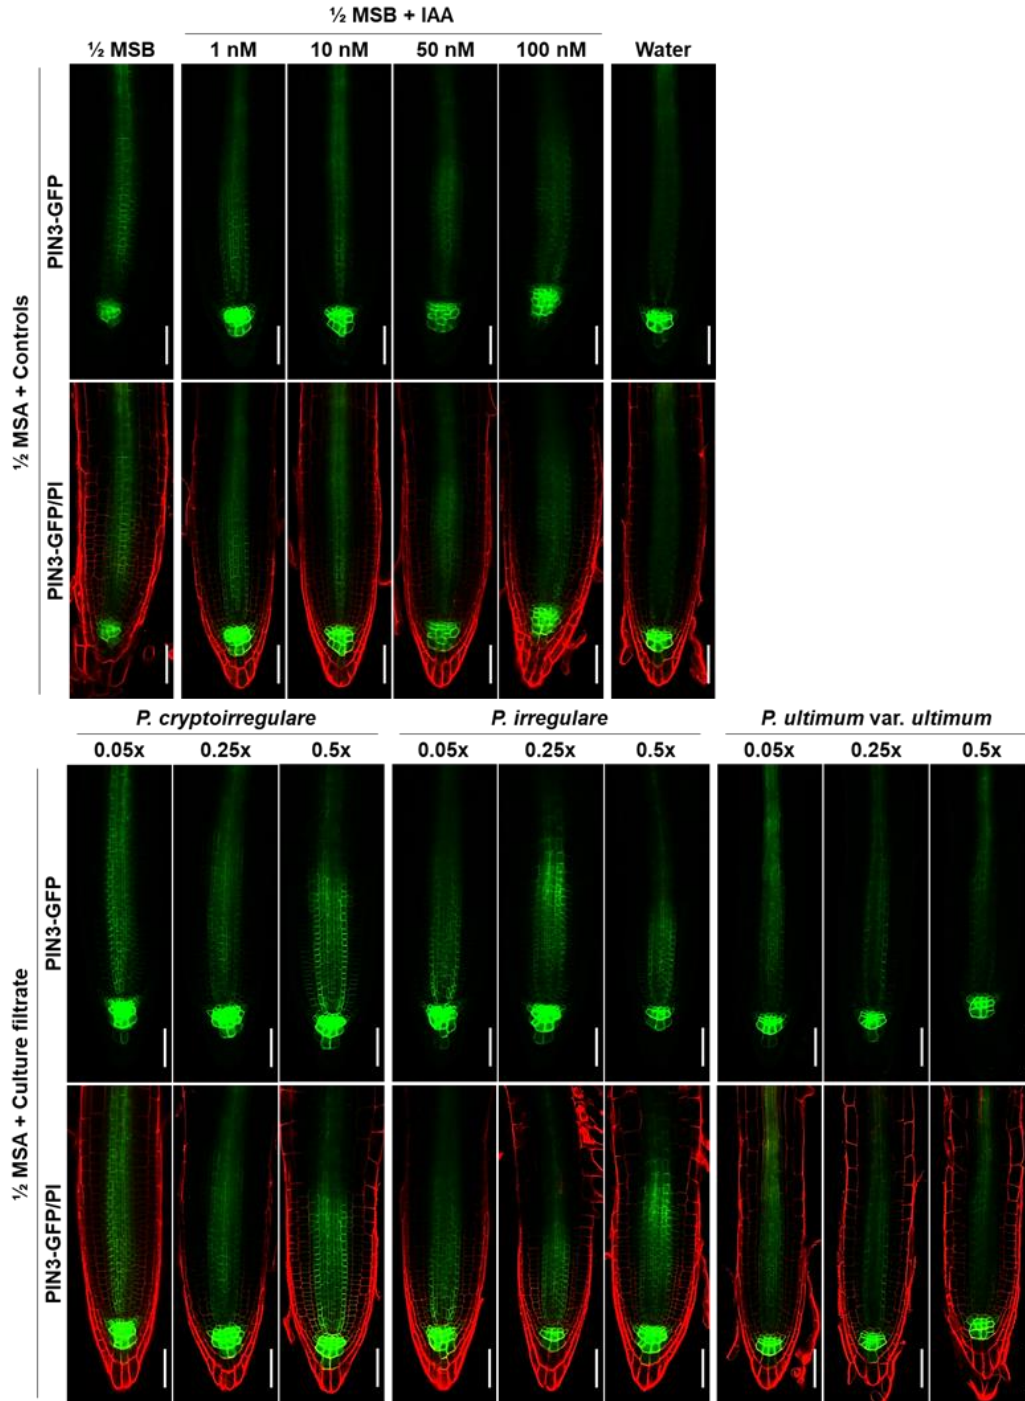 ½ MSB + IAA
½ MSB 1 nM 10 nM 50 nM 100 nM Water
½ MSA + Controls
PIN3-GFP
PIN3-GFP/PI
P. cryptoirregulare P. irregulare P. ultimum var. ultimum
0.05x 0.25x 0.5x 0.05x 0.25x 0.5x 0.05x 0.25x 0.5x
½ MSA + Culture filtrate
PIN3-GFP
PIN3-GFP/PI